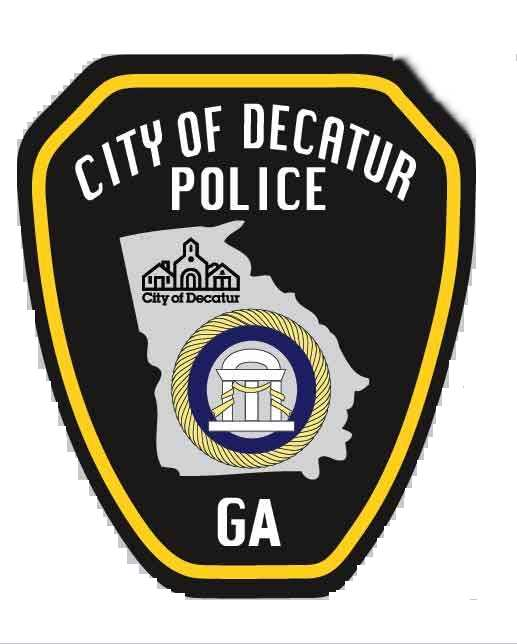 CITY OF DECATUR
POLICE
City of Decatur
GA